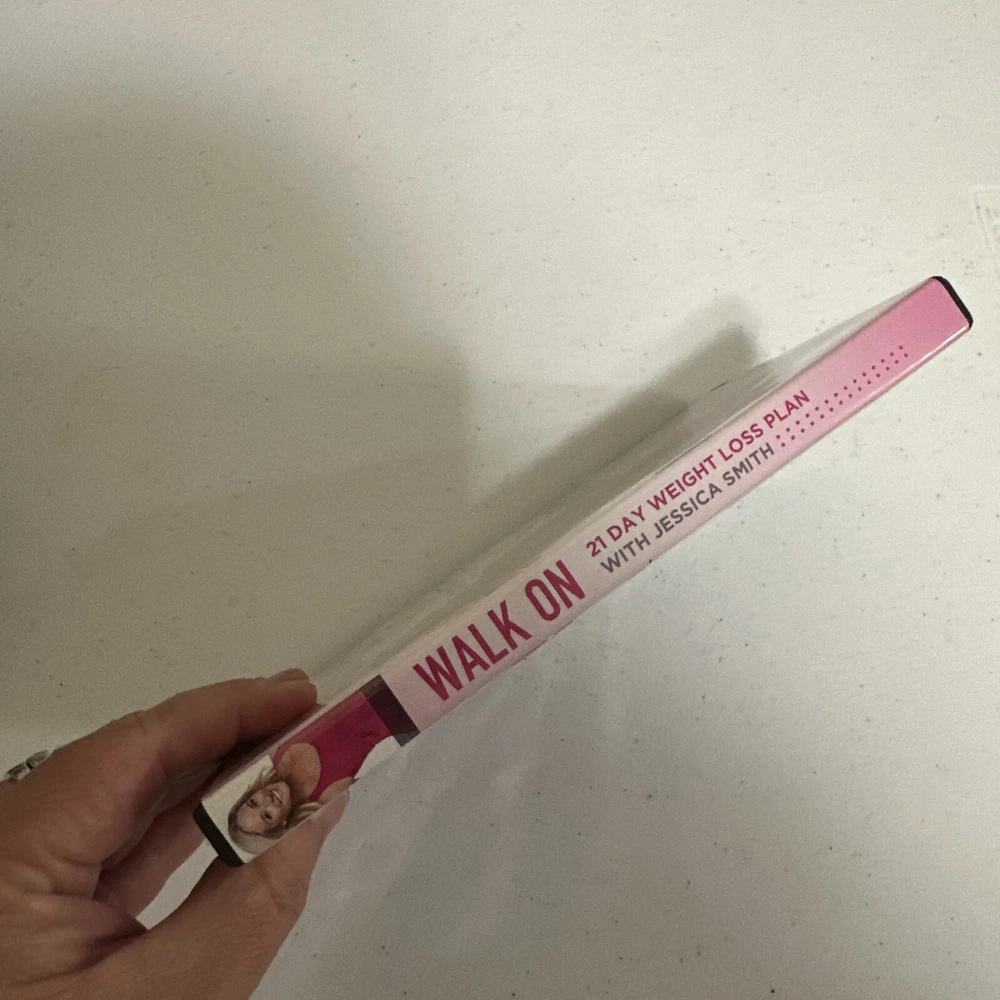 WALK ON
21 DAY WEIGHT LOSS PLAN
WITH JESSICA SMITH